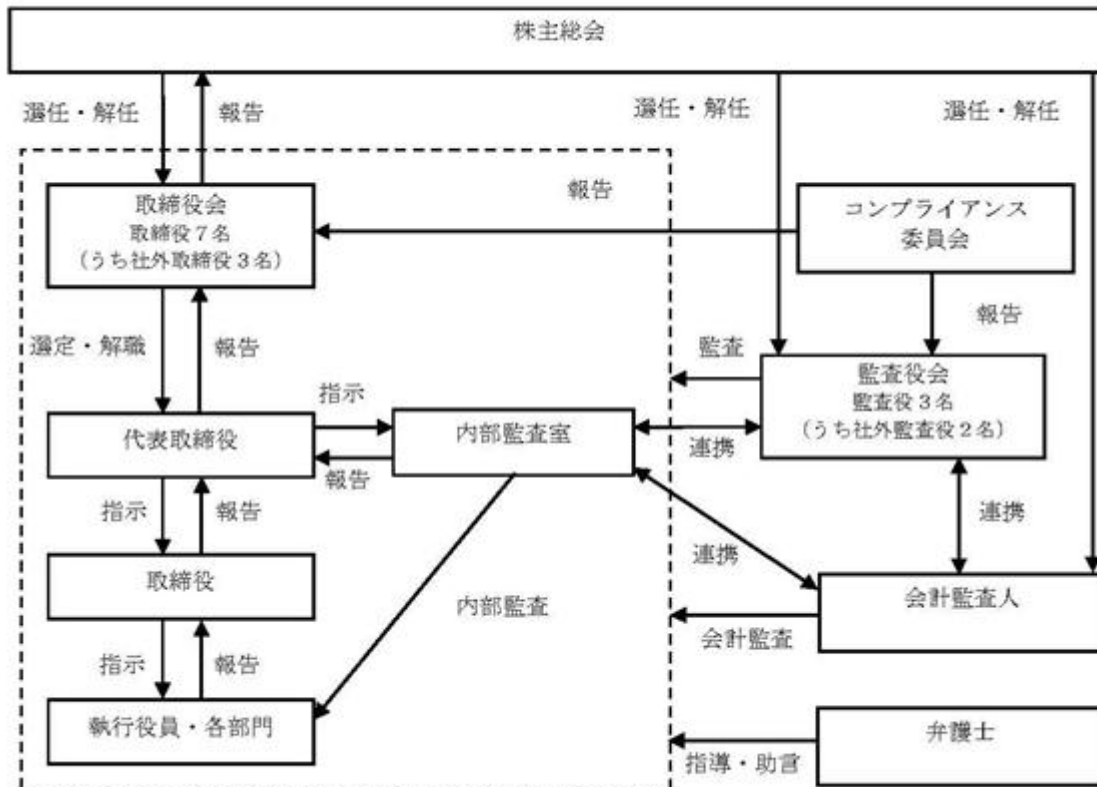 株主総会
選任・解任
報告
選任・解任
選任・解任
取締役会
取締役7名
(うち社外取締役3名)
報告
コンプライアンス
委員会
選定・解職
報告
報告
監査
監査役会
監査役3名
(うち社外監査役2名)
代表取締役
指示
報告
内部監査室
連携
指示
報告
連携
連携
取締役
内部監査
会計監査人
会計監査
指示
報告
執行役員・各部門
弁護士
指導・助言